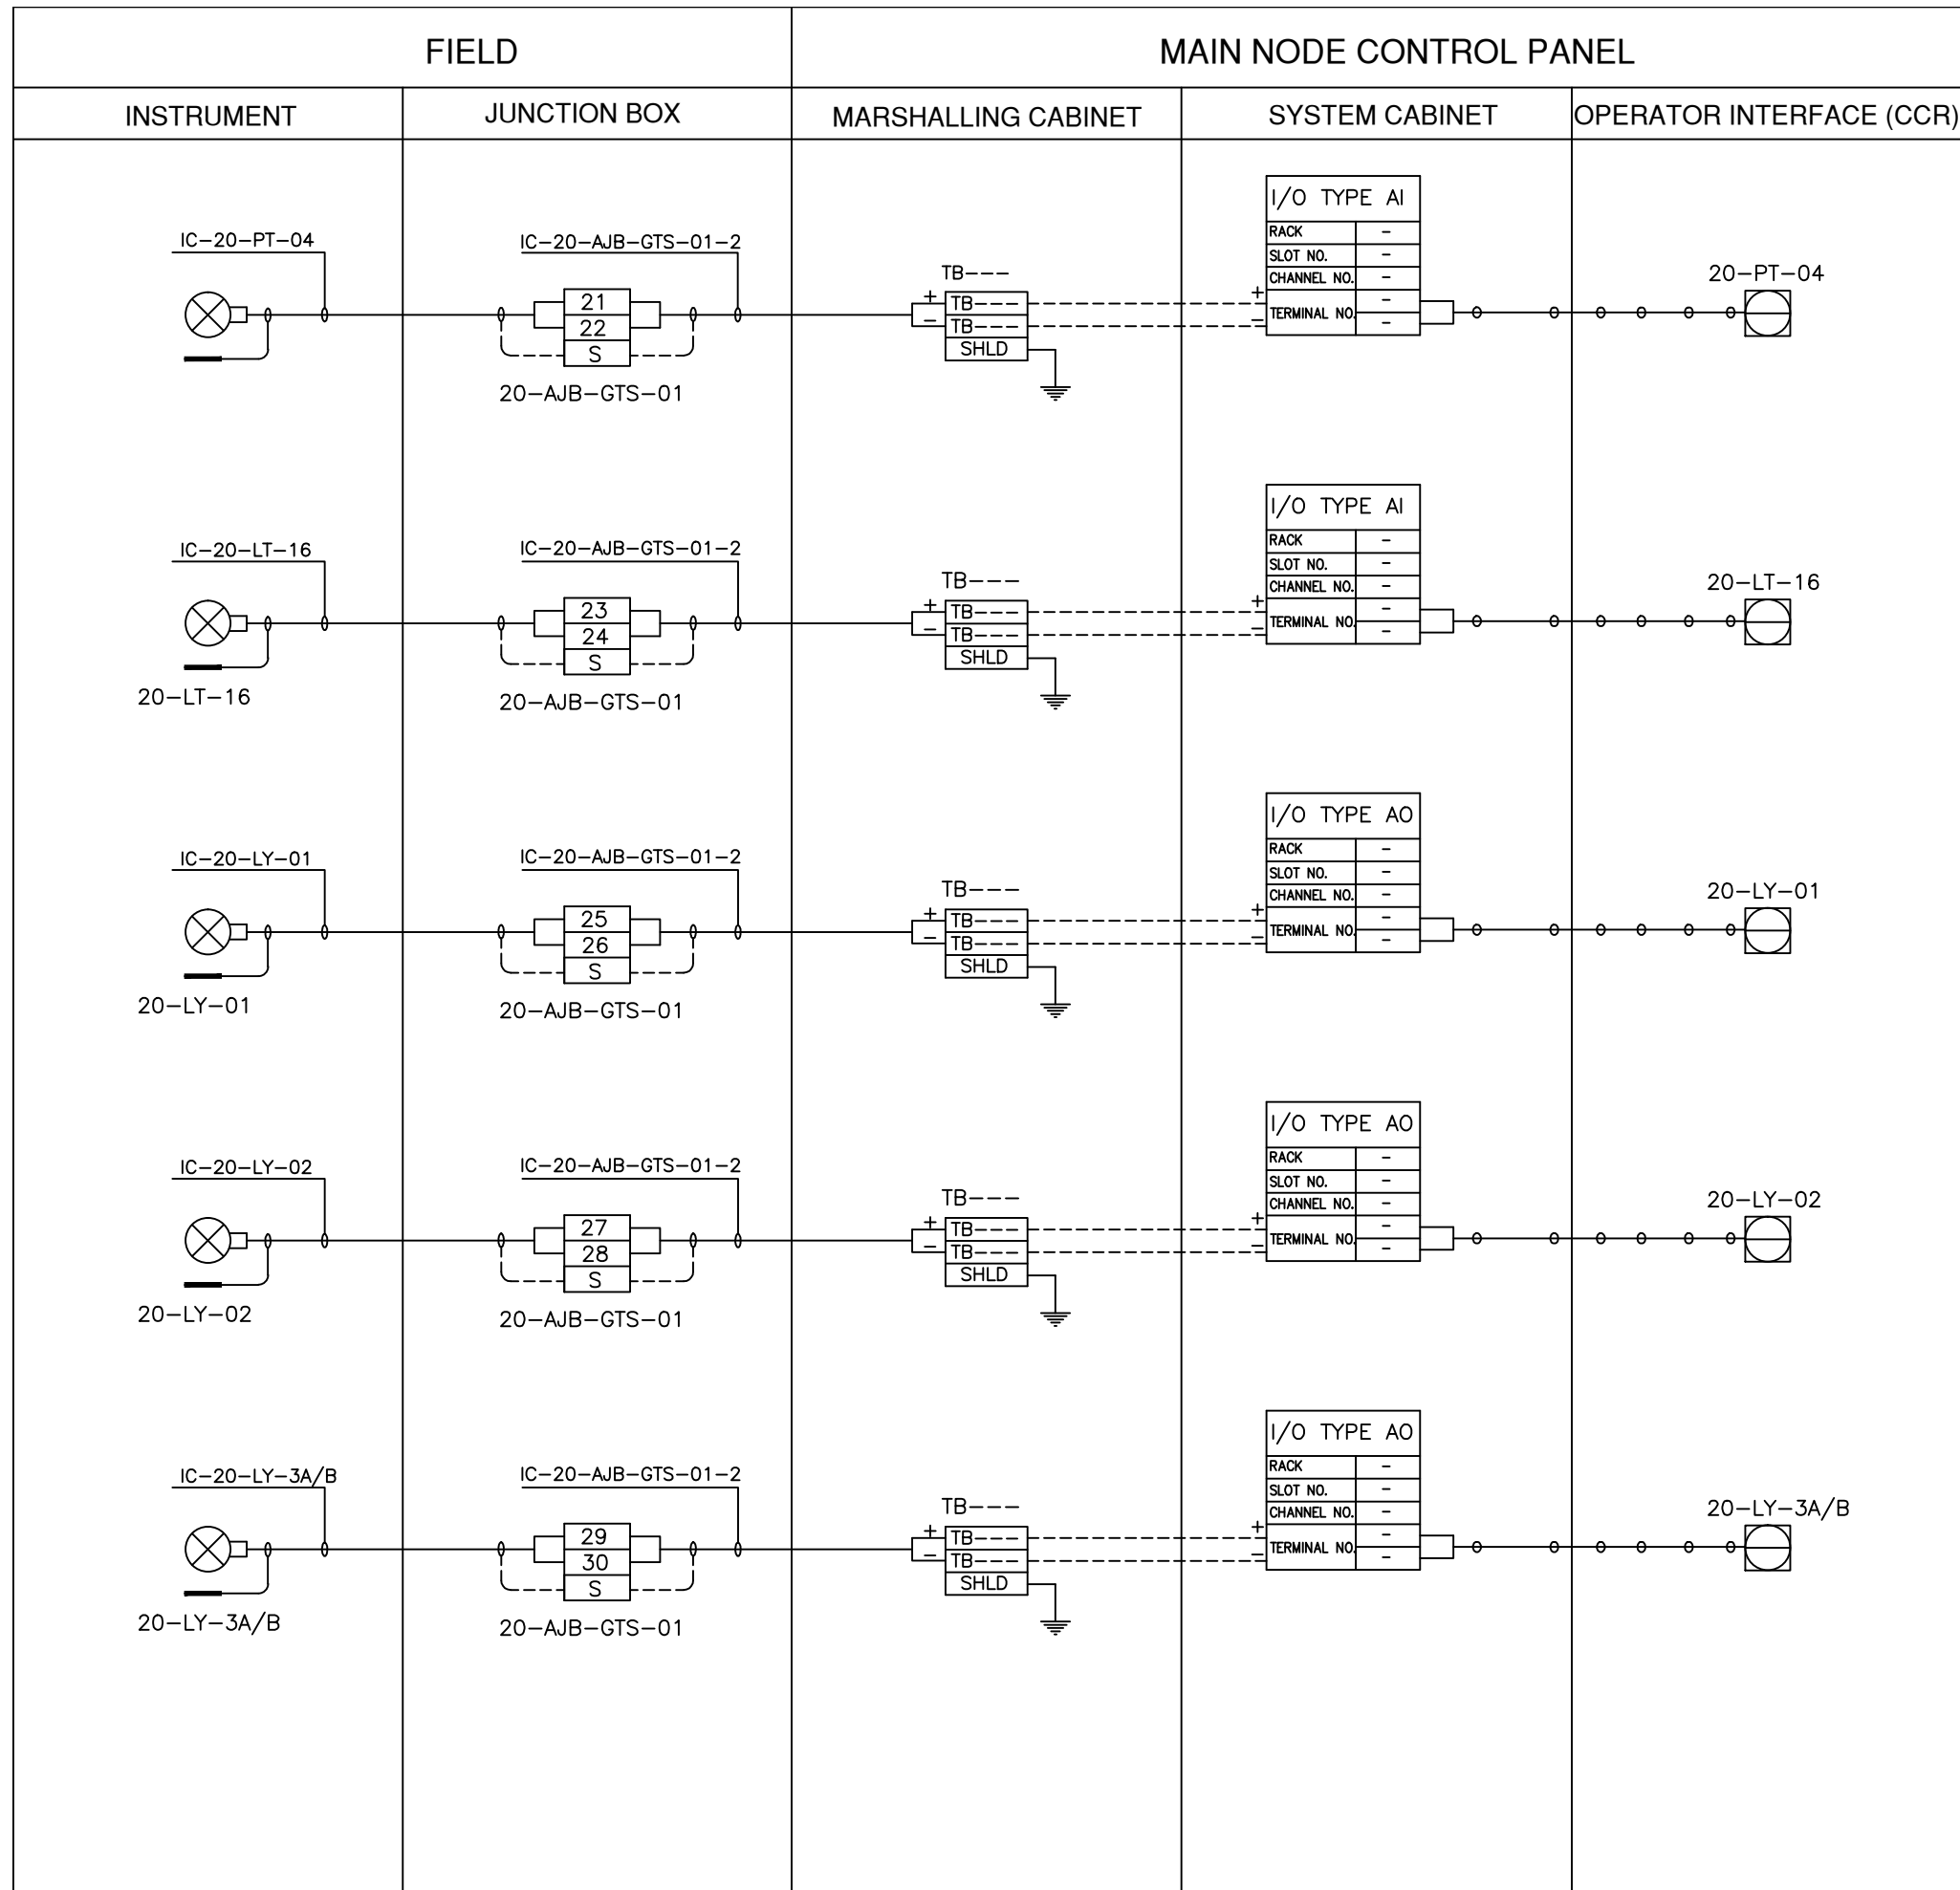 FIELD
MAIN NODE CONTROL PANEL
INSTRUMENT
JUNCTION BOX
MARSHALLING CABINET
SYSTEM CABINET
OPERATOR INTERFACE (CCR)
IC-20-PT-04
IC-20-AJB-GTS-01-2
21
22
S
20-AJB-GTS-01
TB---
+ TB---
- TB---
SHLD
I/O TYPE AI
RACK -
SLOT NO. -
CHANNEL NO. -
+ -
TERMINAL NO.
- -
20-PT-04
IC-20-LT-16
20-LT-16
IC-20-AJB-GTS-01-2
23
24
S
20-AJB-GTS-01
TB---
+ TB---
- TB---
SHLD
I/O TYPE AI
RACK -
SLOT NO. -
CHANNEL NO. -
+ -
TERMINAL NO.
- -
20-LT-16
IC-20-LY-01
20-LY-01
IC-20-AJB-GTS-01-2
25
26
S
20-AJB-GTS-01
TB---
+ TB---
- TB---
SHLD
I/O TYPE AO
RACK -
SLOT NO. -
CHANNEL NO. -
+ -
TERMINAL NO.
- -
20-LY-01
IC-20-LY-02
20-LY-02
IC-20-AJB-GTS-01-2
27
28
S
20-AJB-GTS-01
TB---
+ TB---
- TB---
SHLD
I/O TYPE AO
RACK -
SLOT NO. -
CHANNEL NO. -
+ -
TERMINAL NO.
- -
20-LY-02
IC-20-LY-3A/B
20-LY-3A/B
IC-20-AJB-GTS-01-2
29
30
S
20-AJB-GTS-01
TB---
+ TB---
- TB---
SHLD
I/O TYPE AO
RACK -
SLOT NO. -
CHANNEL NO. -
+ -
TERMINAL NO.
- -
20-LY-3A/B